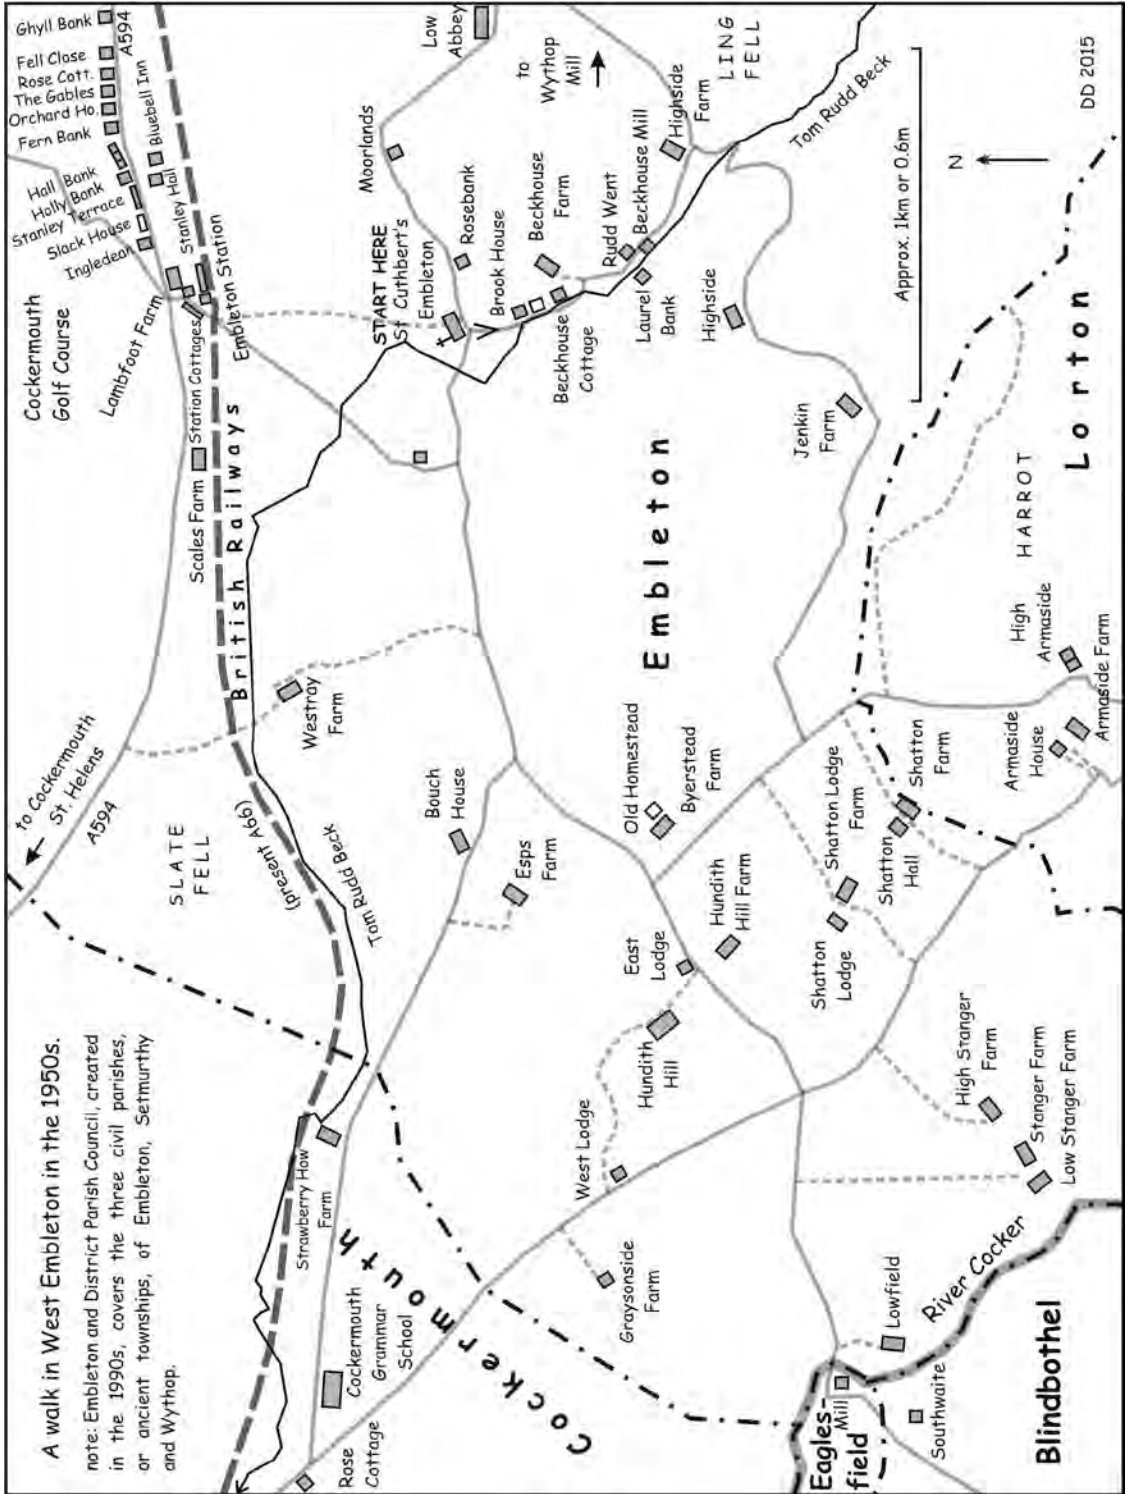 A walk in West Embleton in the 1950s.
note: Embleton and District Parish Council, created
in the 1990s, covers the three civil parishes,
or ancient townships, of Embleton, Setmurthy
and Wythop.
to Cockermouth
St. Helens
A594
SLATE
FELL
(present A66)
Tom Rudd Beck
British Railways
Westray
Farm
Scales Farm
Station Cottages
Lambfoot Farm
Embleton Station
Cockermouth
Golf Course
Ingledean
Slack House
Stanley Terrace
Holly Bank
Hall Bank
Stanley Hall
Bluebell Inn
Fern Bank
Orchard Ho.
The Gables
Rose Cott.
Fell Close
Ghyll Bank
A594
Strawberry How
Farm
Cockermouth
Grammar
School
Rose
Cottage
Cockermouth
Bouch
House
Esps
Farm
START HERE
St Cuthbert's
Embleton
Rosebank
Moorlands
Low
Abbey
to
Wythop
Mill
Brook House
Beckhouse
Farm
Beckhouse
Cottage
Rudd Went
Beckhouse Mill
Laurel
Bank
Highside
Farm
LING
FELL
Tom Rudd Beck
Highside
Jenkin
Farm
Embleton
Old Homestead
Byerstead
Farm
East
Lodge
Hundith
Hill Farm
Hundith
Hill
West Lodge
Graysonside
Farm
Shatton Lodge
Farm
Shatton
Lodge
Shatton
Hall
Shatton
Farm
High Stanger
Farm
Stanger Farm
Low Stanger Farm
High
Armaside
Armaside
House
Armaside Farm
HARROT
Lorton
Approx. 1km or 0.6m
N
DD 2015
Lowfield
River Cocker
Mill
Eagles-
field
Southwaite
Blindbothel